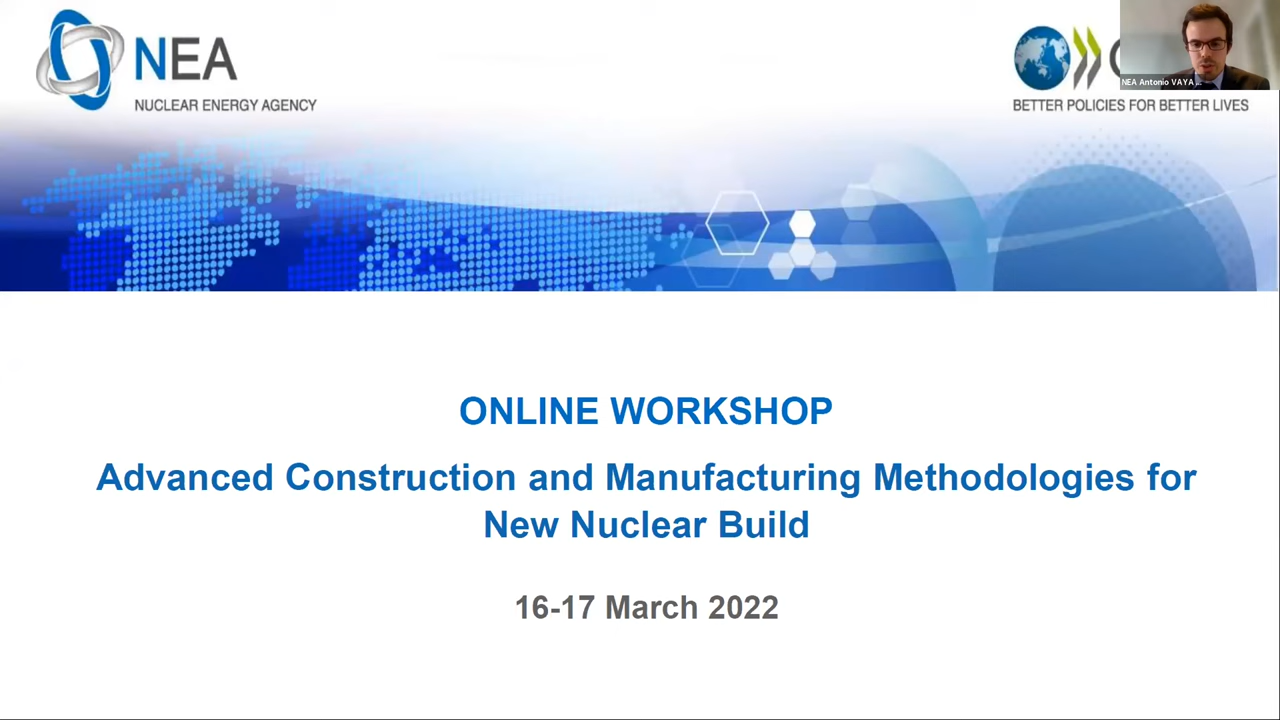 NEA
NUCLEAR ENERGY AGENCY
BETTER POLICIES FOR BETTER LIVES
NEA Antonio VAYA ...
ONLINE WORKSHOP
Advanced Construction and Manufacturing Methodologies for
New Nuclear Build
16-17 March 2022